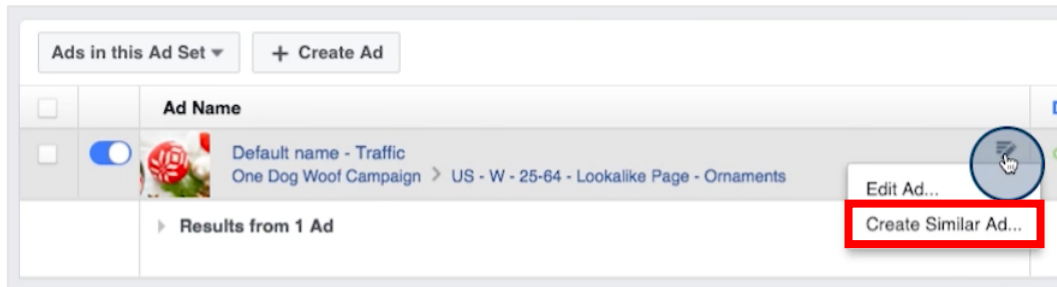 Ads in this Ad Set
+ Create Ad
Ad Name
Default name - Traffic
One Dog Woof Campaign > US - W - 25-64 - Lookalike Page - Ornaments
Edit Ad...
Create Similar Ad...
Results from 1 Ad